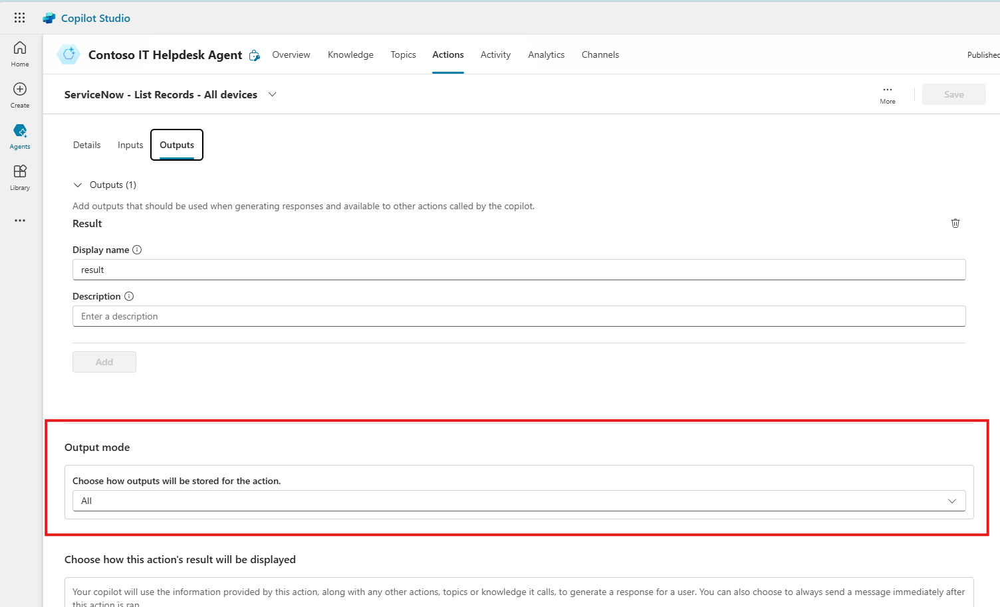 Copilot Studio
Home
Create
Agents
Library
Contoso IT Helpdesk Agent
Overview Knowledge Topics Actions Activity Analytics Channels
Published
ServiceNow - List Records - All devices
More
Save
Details Inputs Outputs
Outputs (1)
Add outputs that should be used when generating responses and available to other actions called by the copilot.
Result
Display name
result
Description
Enter a description
Add
Output mode
Choose how outputs will be stored for the action.
All
Choose how this action's result will be displayed
Your copilot will use the information provided by this action, along with any other actions, topics or knowledge it calls, to generate a response for a user. You can also choose to always send a message immediately after
this action is ran.